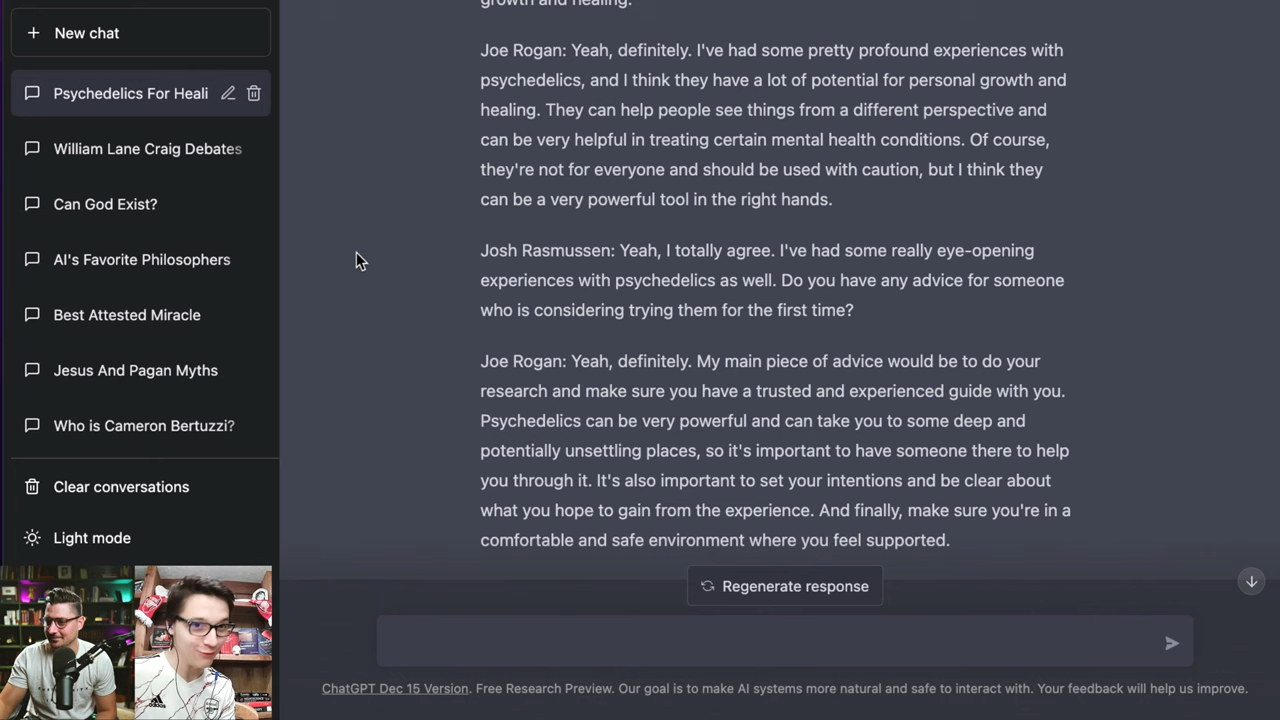 New chat
Psychedelics For Heali
William Lane Craig Debates
Can God Exist?
AI's Favorite Philosophers
Best Attested Miracle
Jesus And Pagan Myths
Who is Cameron Bertuzzi?
Clear conversations
Light mode
growth and healing.
Joe Rogan: Yeah, definitely. I've had some pretty profound experiences with
psychedelics, and I think they have a lot of potential for personal growth and
healing. They can help people see things from a different perspective and
can be very helpful in treating certain mental health conditions. Of course,
they're not for everyone and should be used with caution, but I think they
can be a very powerful tool in the right hands.
Josh Rasmussen: Yeah, I totally agree. I've had some really eye-opening
experiences with psychedelics as well. Do you have any advice for someone
who is considering trying them for the first time?
Joe Rogan: Yeah, definitely. My main piece of advice would be to do your
research and make sure you have a trusted and experienced guide with you.
Psychedelics can be very powerful and can take you to some deep and
potentially unsettling places, so it's important to have someone there to help
you through it. It's also important to set your intentions and be clear about
what you hope to gain from the experience. And finally, make sure you're in a
comfortable and safe environment where you feel supported.
Regenerate response
ChatGPT Dec 15 Version. Free Research Preview. Our goal is to make AI systems more natural and safe to interact with. Your feedback will help us improve.